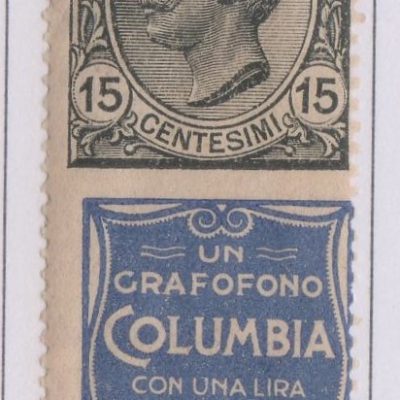 15 15
CENTESIMI
UN
GRAFOFONO
COLUMBIA
CON UNA LIRA